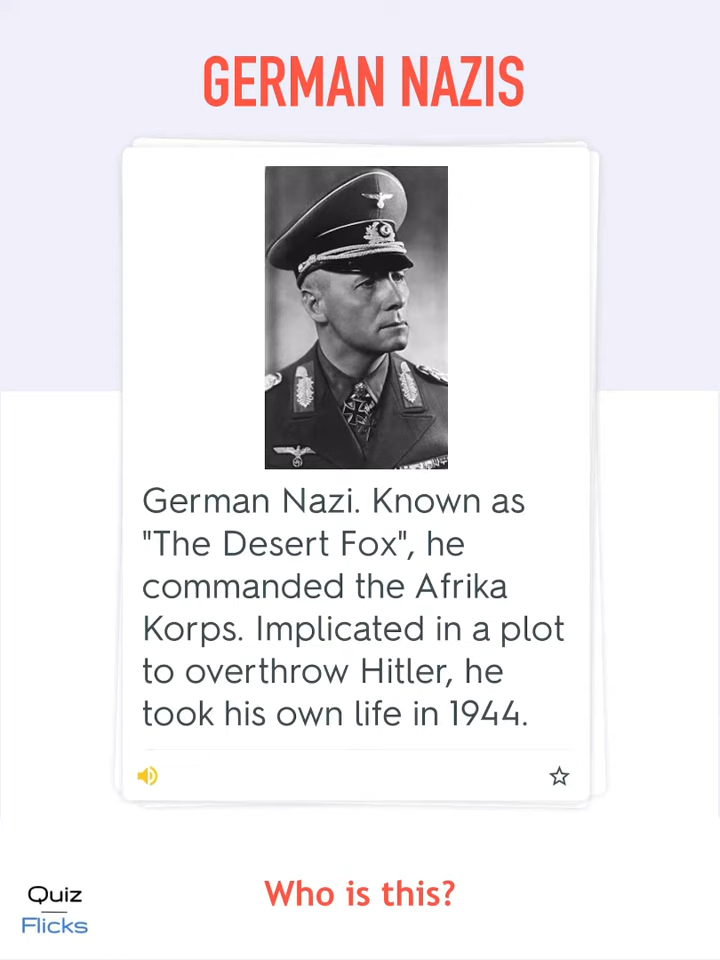 GERMAN NAZIS
German Nazi. Known as
"The Desert Fox", he
commanded the Afrika
Korps. Implicated in a plot
to overthrow Hitler, he
took his own life in 1944.
Who is this?
Quiz
Flicks